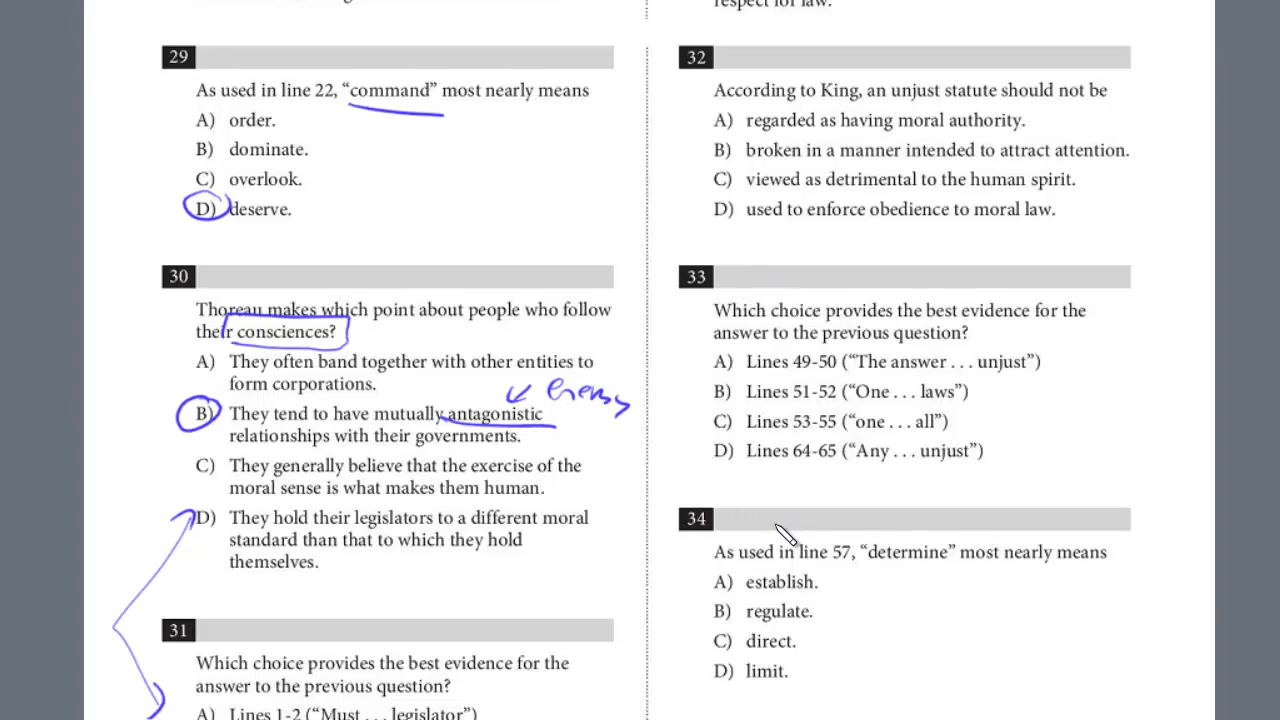 29
As used in line 22, “command” most nearly means
A) order.
B) dominate.
C) overlook.
D) deserve.
30
Thoreau makes which point about people who follow
their consciences?
A) They often band together with other entities to
form corporations.
enemy
B) They tend to have mutually antagonistic
relationships with their governments.
C) They generally believe that the exercise of the
moral sense is what makes them human.
D) They hold their legislators to a different moral
standard than that to which they hold
themselves.
31
Which choice provides the best evidence for the
answer to the previous question?
A) Lines 1-2 (“Must . . . legislator”)
respect for law.
32
According to King, an unjust statute should not be
A) regarded as having moral authority.
B) broken in a manner intended to attract attention.
C) viewed as detrimental to the human spirit.
D) used to enforce obedience to moral law.
33
Which choice provides the best evidence for the
answer to the previous question?
A) Lines 49-50 (“The answer . . . unjust”)
B) Lines 51-52 (“One . . . laws”)
C) Lines 53-55 (“one . . . all”)
D) Lines 64-65 (“Any . . . unjust”)
34
As used in line 57, “determine” most nearly means
A) establish.
B) regulate.
C) direct.
D) limit.